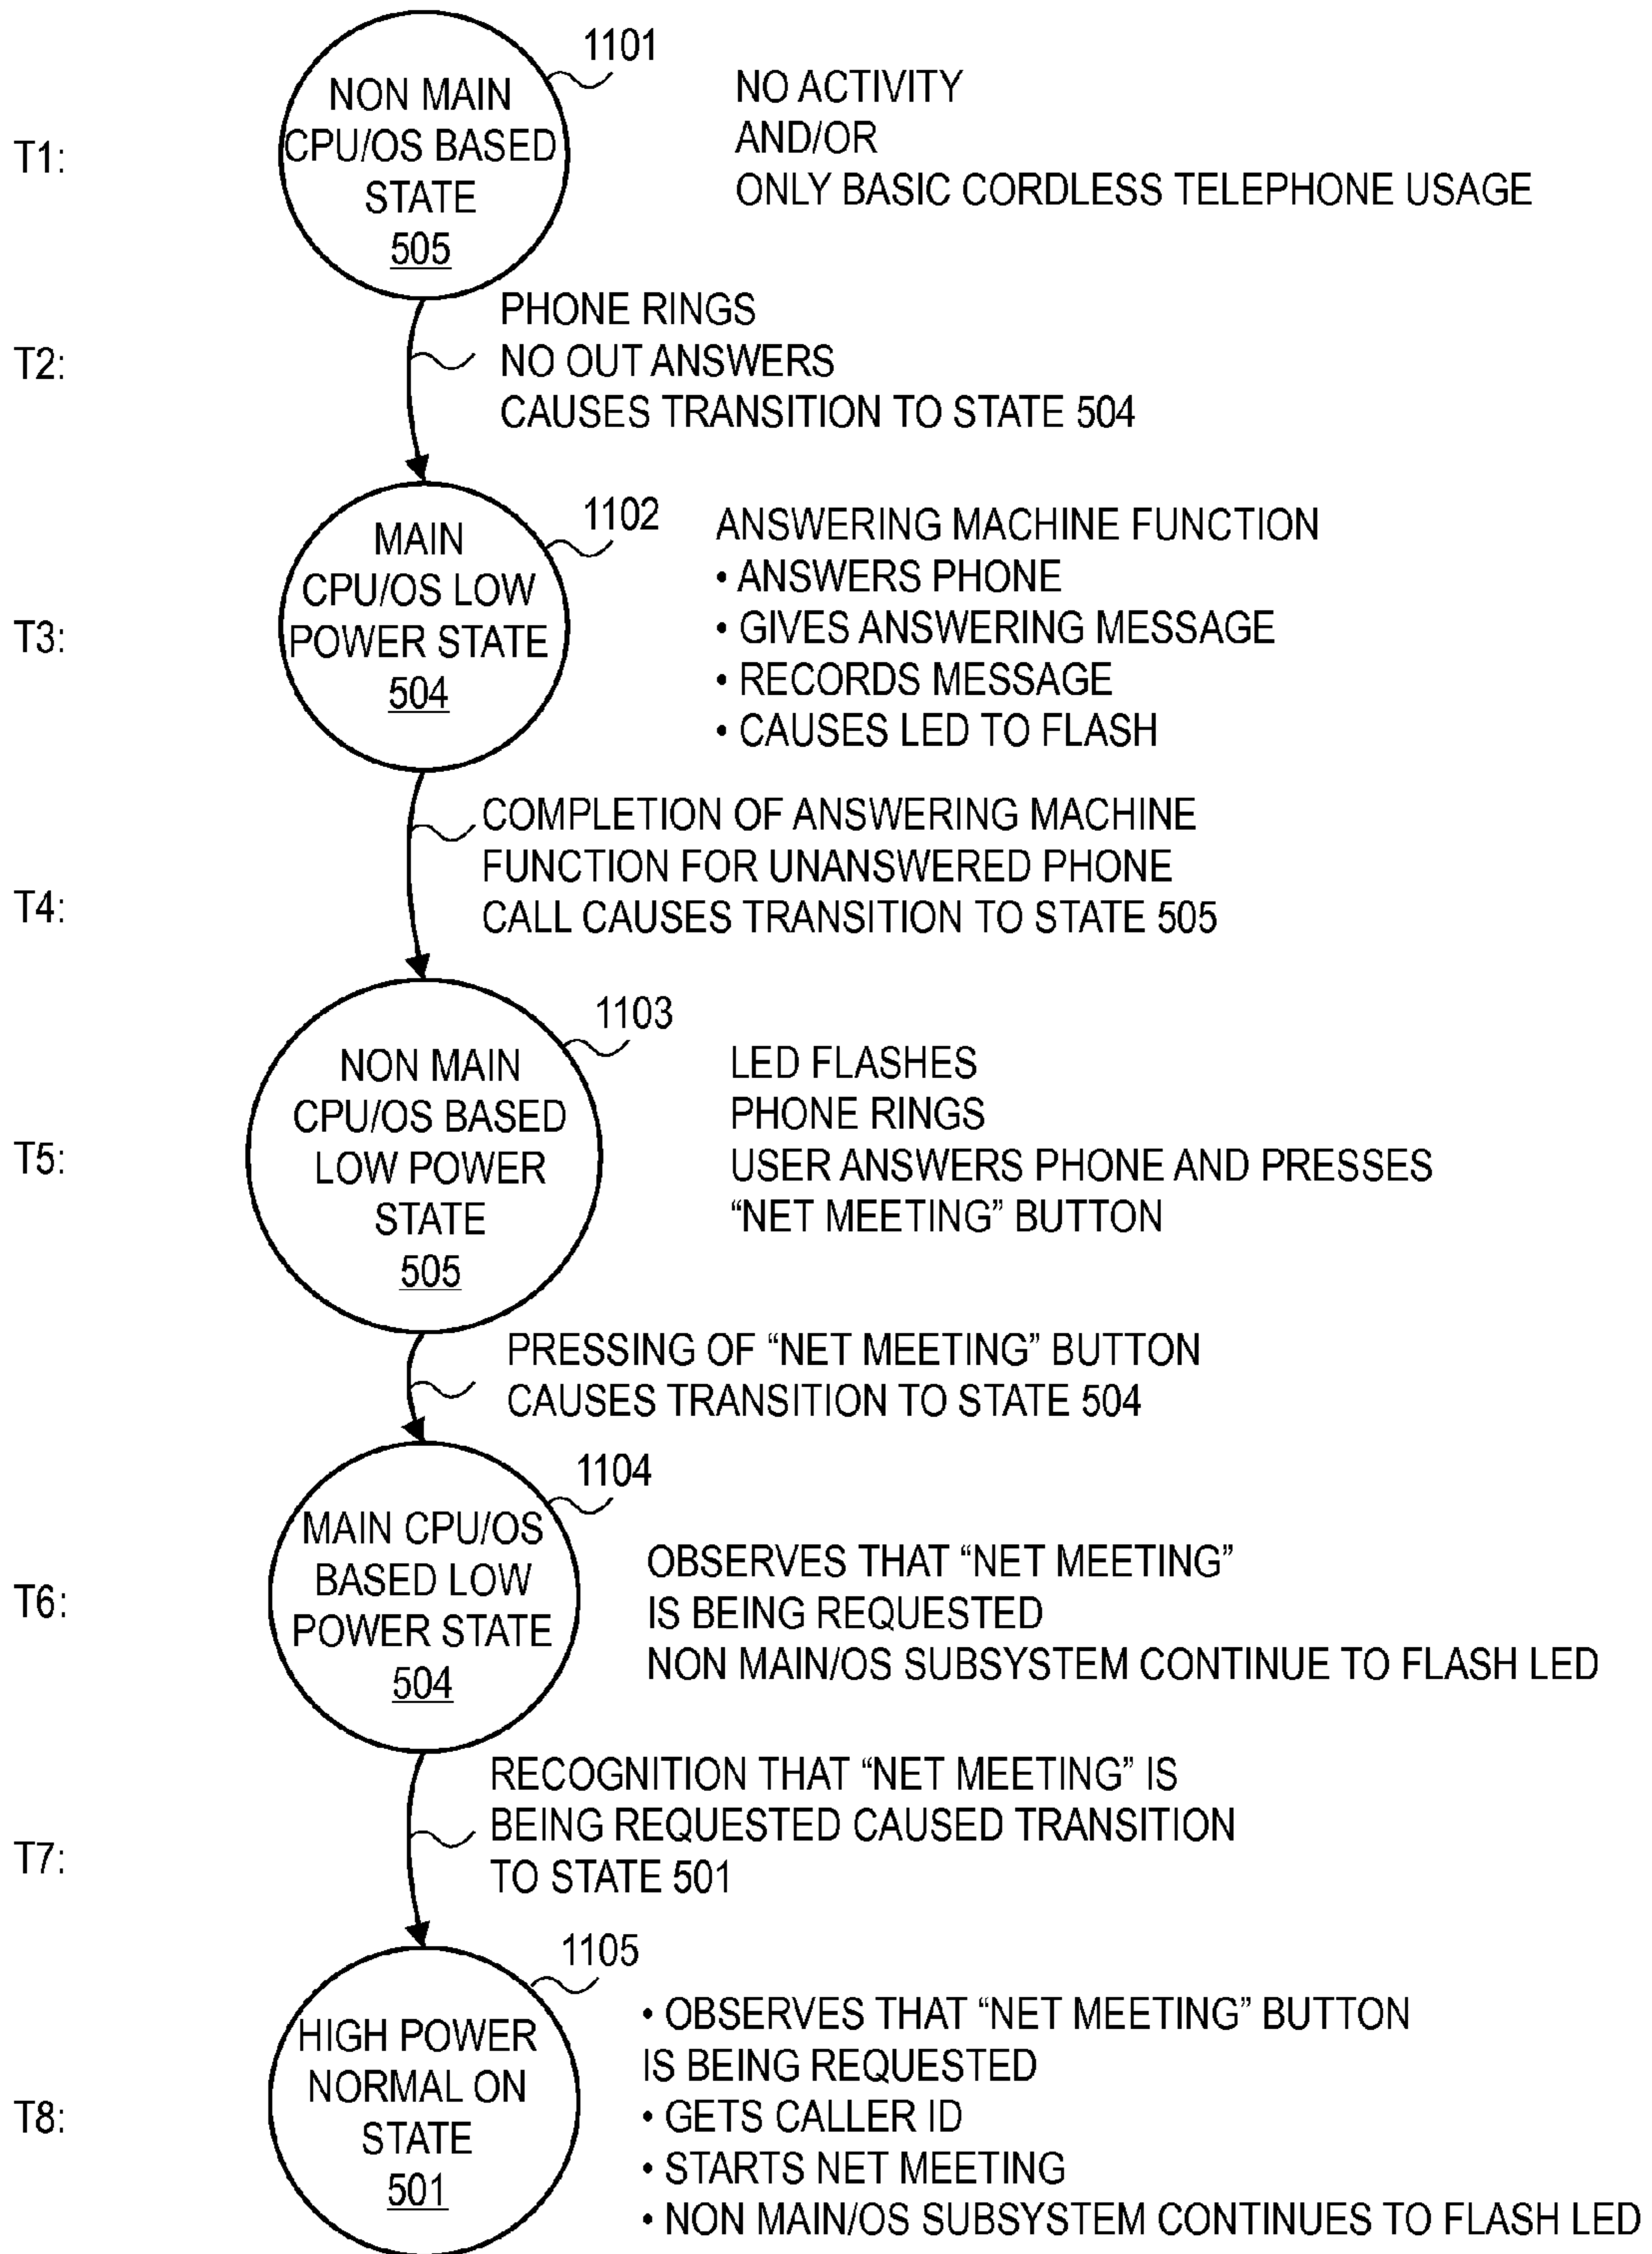 1101
T1:
NON MAIN
CPU/OS BASED
STATE
505
NO ACTIVITY
AND/OR
ONLY BASIC CORDLESS TELEPHONE USAGE
T2:
PHONE RINGS
NO OUT ANSWERS
CAUSES TRANSITION TO STATE 504
1102
T3:
MAIN
CPU/OS LOW
POWER STATE
504
ANSWERING MACHINE FUNCTION
• ANSWERS PHONE
• GIVES ANSWERING MESSAGE
• RECORDS MESSAGE
• CAUSES LED TO FLASH
T4:
COMPLETION OF ANSWERING MACHINE
FUNCTION FOR UNANSWERED PHONE
CALL CAUSES TRANSITION TO STATE 505
1103
T5:
NON MAIN
CPU/OS BASED
LOW POWER
STATE
505
LED FLASHES
PHONE RINGS
USER ANSWERS PHONE AND PRESSES
“NET MEETING” BUTTON
PRESSING OF “NET MEETING” BUTTON
CAUSES TRANSITION TO STATE 504
1104
T6:
MAIN CPU/OS
BASED LOW
POWER STATE
504
OBSERVES THAT “NET MEETING”
IS BEING REQUESTED
NON MAIN/OS SUBSYSTEM CONTINUE TO FLASH LED
T7:
RECOGNITION THAT “NET MEETING” IS
BEING REQUESTED CAUSED TRANSITION
TO STATE 501
1105
T8:
HIGH POWER
NORMAL ON
STATE
501
• OBSERVES THAT “NET MEETING” BUTTON
IS BEING REQUESTED
• GETS CALLER ID
• STARTS NET MEETING
• NON MAIN/OS SUBSYSTEM CONTINUES TO FLASH LED